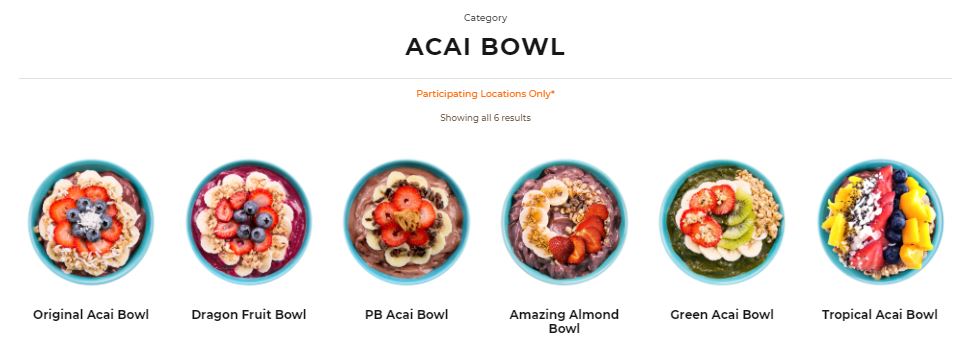 Category
ACAI BOWL
Participating Locations Only*
Showing all 6 results
Original Acai Bowl
Dragon Fruit Bowl
PB Acai Bowl
Amazing Almond
Bowl
Green Acai Bowl
Tropical Acai Bowl